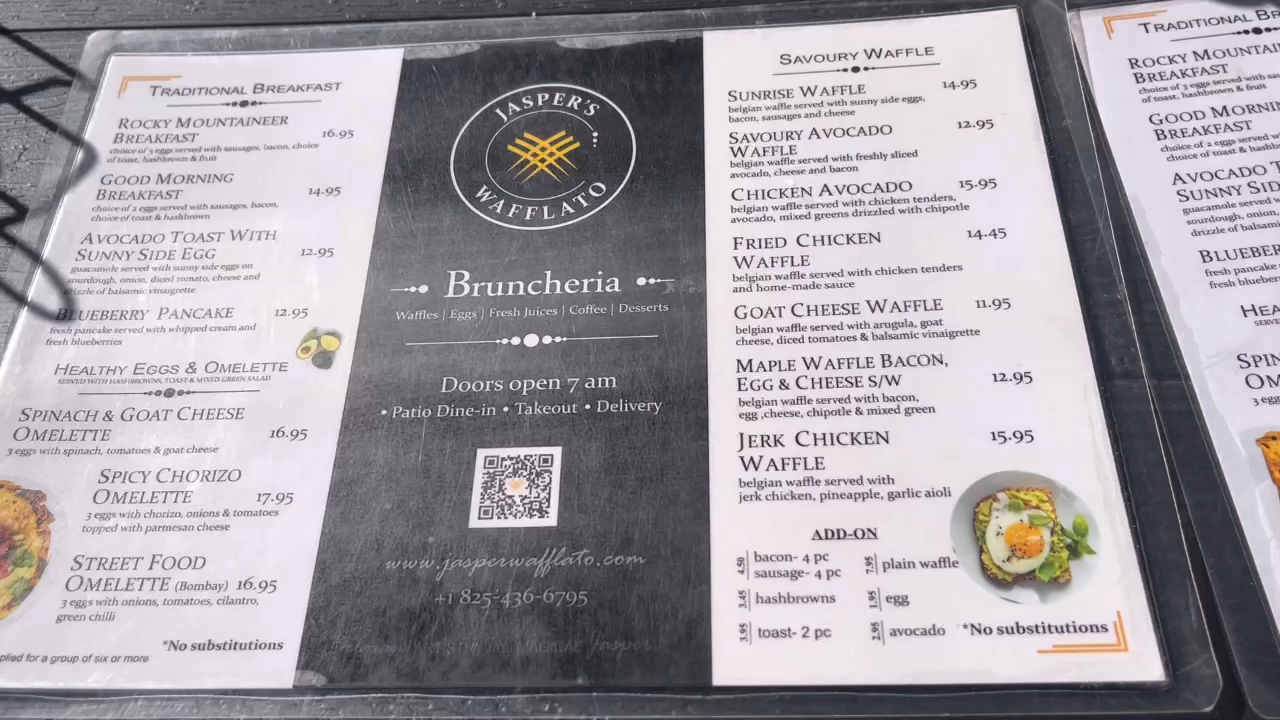 TRADITIONAL BREAKFAST
ROCKY MOUNTAINEER
BREAKFAST 16.95
choice of 3 eggs served with sausages, bacon, choice
of toast, hashbrown & fruit
GOOD MORNING
BREAKFAST 14.95
choice of 2 eggs served with sausages, bacon,
choice of toast & hashbrown
AVOCADO TOAST WITH
SUNNY SIDE EGG 12.95
guacamole served with sunny side eggs on
sourdough, onion, diced tomato, cheese and
drizzle of balsamic vinaigrette
BLUEBERRY PANCAKE 12.95
fresh pancake served with whipped cream and
fresh blueberries
HEALTHY EGGS & OMELETTE
SERVED WITH HASHBROWNS, TOAST & MIXED GREEN SALAD
SPINACH & GOAT CHEESE
OMELETTE 16.95
3 eggs with spinach, tomatoes & goat cheese
SPICY CHORIZO
OMELETTE 17.95
3 eggs with chorizo, onions & tomatoes
topped with parmesan cheese
STREET FOOD
OMELETTE (Bombay) 16.95
3 eggs with onions, tomatoes, cilantro,
green chilli
*No substitutions
plied for a group of six or more
JASPER'S
WAFFLATO
Bruncheria
Waffles | Eggs | Fresh Juices | Coffee | Desserts
Doors open 7 am
• Patio Dine-in • Takeout • Delivery
www.jasperwafflato.com
+1 825-436-6795
SAVOURY WAFFLE
SUNRISE WAFFLE 14.95
belgian waffle served with sunny side eggs,
bacon, sausages and cheese
SAVOURY AVOCADO 12.95
WAFFLE
belgian waffle served with freshly sliced
avocado, cheese and bacon
CHICKEN AVOCADO 15.95
belgian waffle served with chicken tenders,
avocado, mixed greens drizzled with chipotle
FRIED CHICKEN 14.45
WAFFLE
belgian waffle served with chicken tenders
and home-made sauce
GOAT CHEESE WAFFLE 11.95
belgian waffle served with arugula, goat
cheese, diced tomatoes & balsamic vinaigrette
MAPLE WAFFLE BACON,
EGG & CHEESE S/W 12.95
belgian waffle served with bacon,
egg ,cheese, chipotle & mixed green
JERK CHICKEN 15.95
WAFFLE
belgian waffle served with
jerk chicken, pineapple, garlic aioli
ADD-ON
4.50 bacon- 4 pc
sausage- 4 pc
7.95 plain waffle
3.45 hashbrowns
1.95 egg
3.95 toast- 2 pc
2.95 avocado
*No substitutions
TRADITIONAL BR
ROCKY MOUNTAI
BREAKFAST
choice of 3 eggs served with sa
of toast, hashbrown & fruit
GOOD MORNI
BREAKFAST
choice of 2 eggs served w
choice of toast & hashb
AVOCADO T
SUNNY SID
guacamole served
sourdough, onion,
drizzle of balsam
BLUEBER
fresh pancake
fresh blueber
HEA
SERVE
SPIN
OM
3 egg